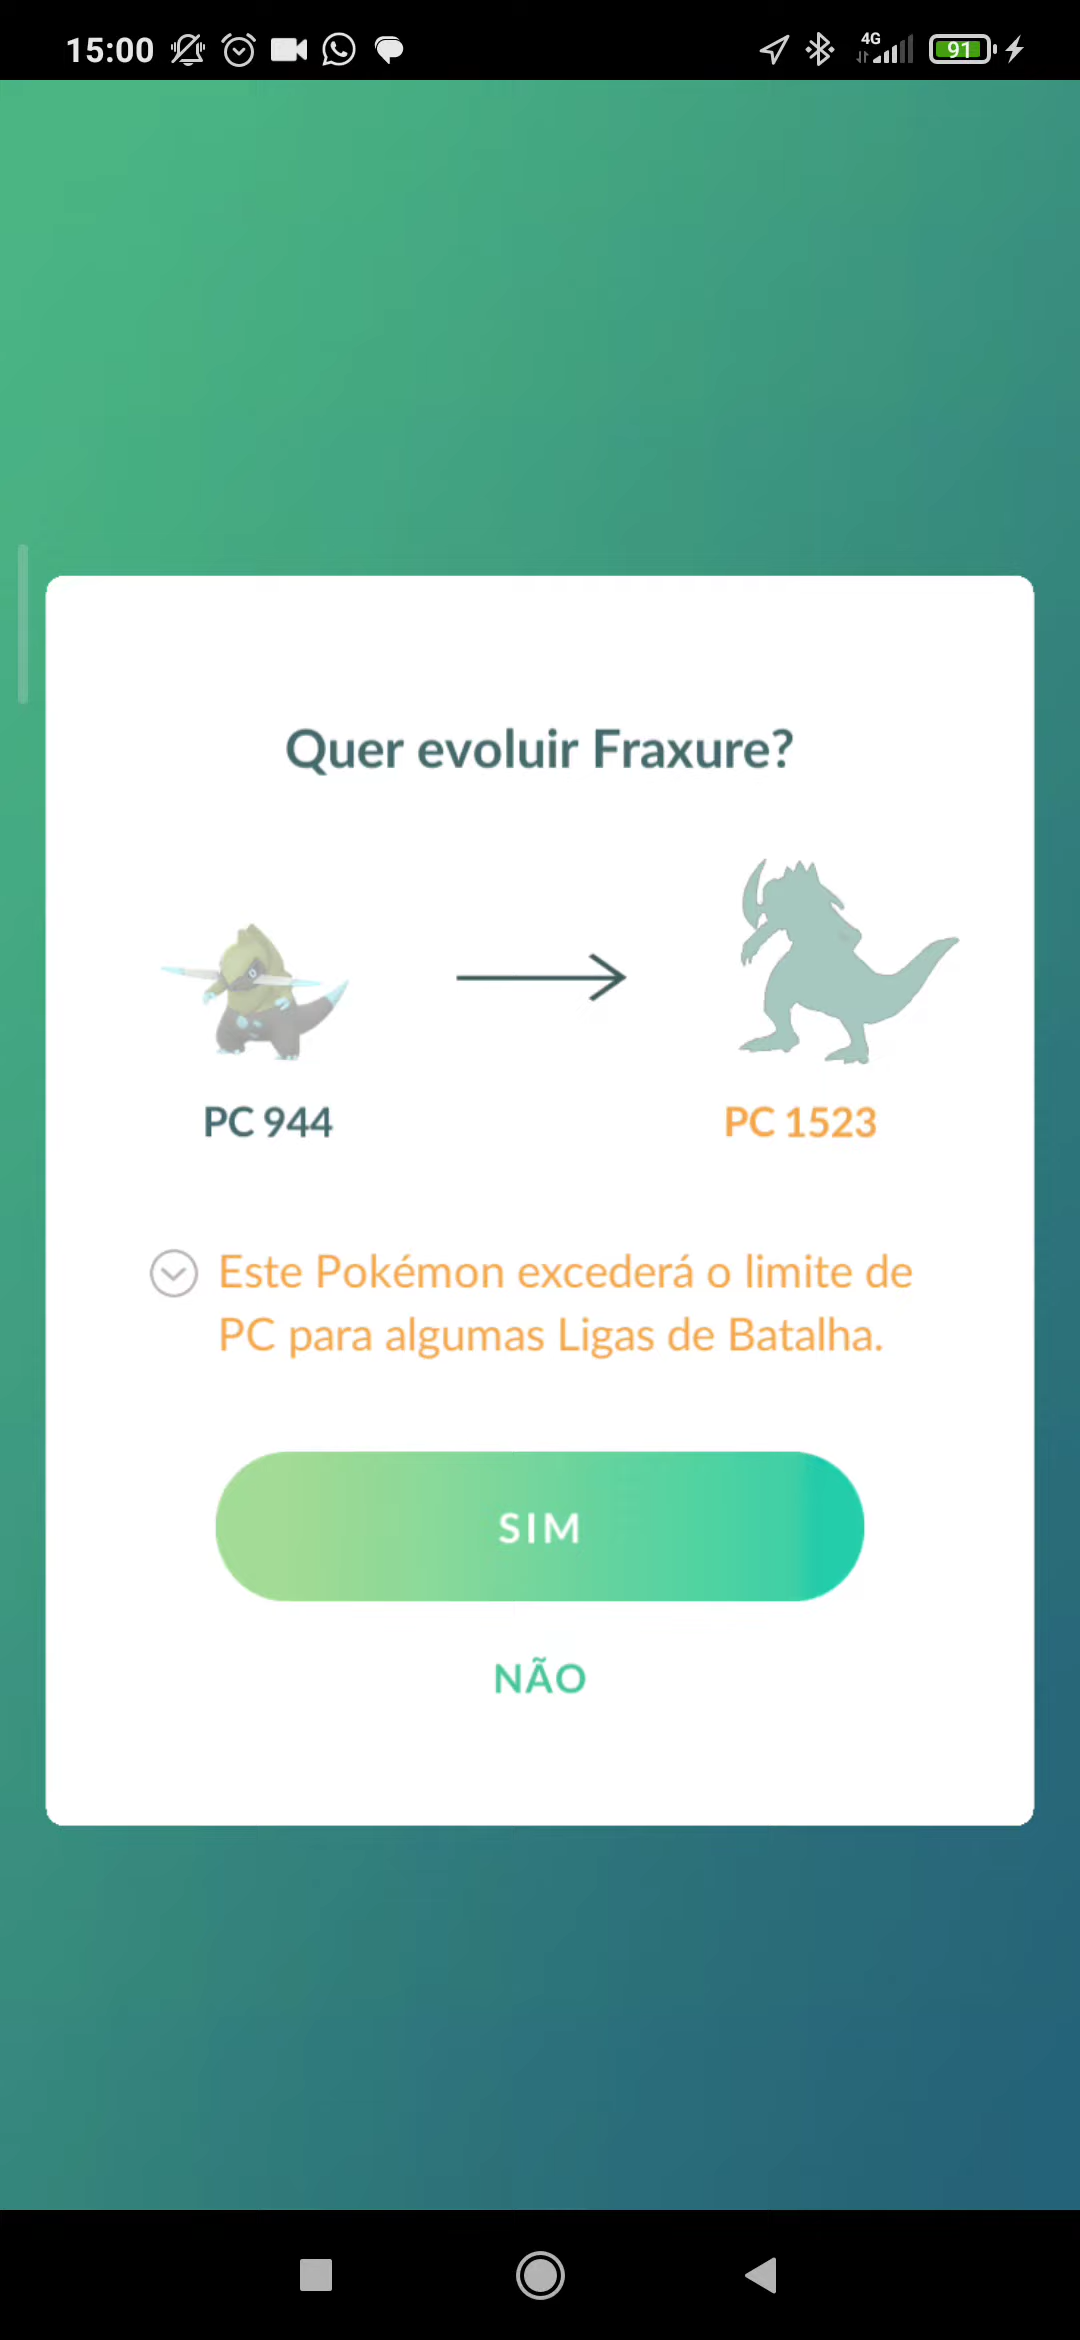 15:00
4G
91
Quer evoluir Fraxure?
PC 944
PC 1523
Este Pokémon excederá o limite de
PC para algumas Ligas de Batalha.
SIM
NÃO